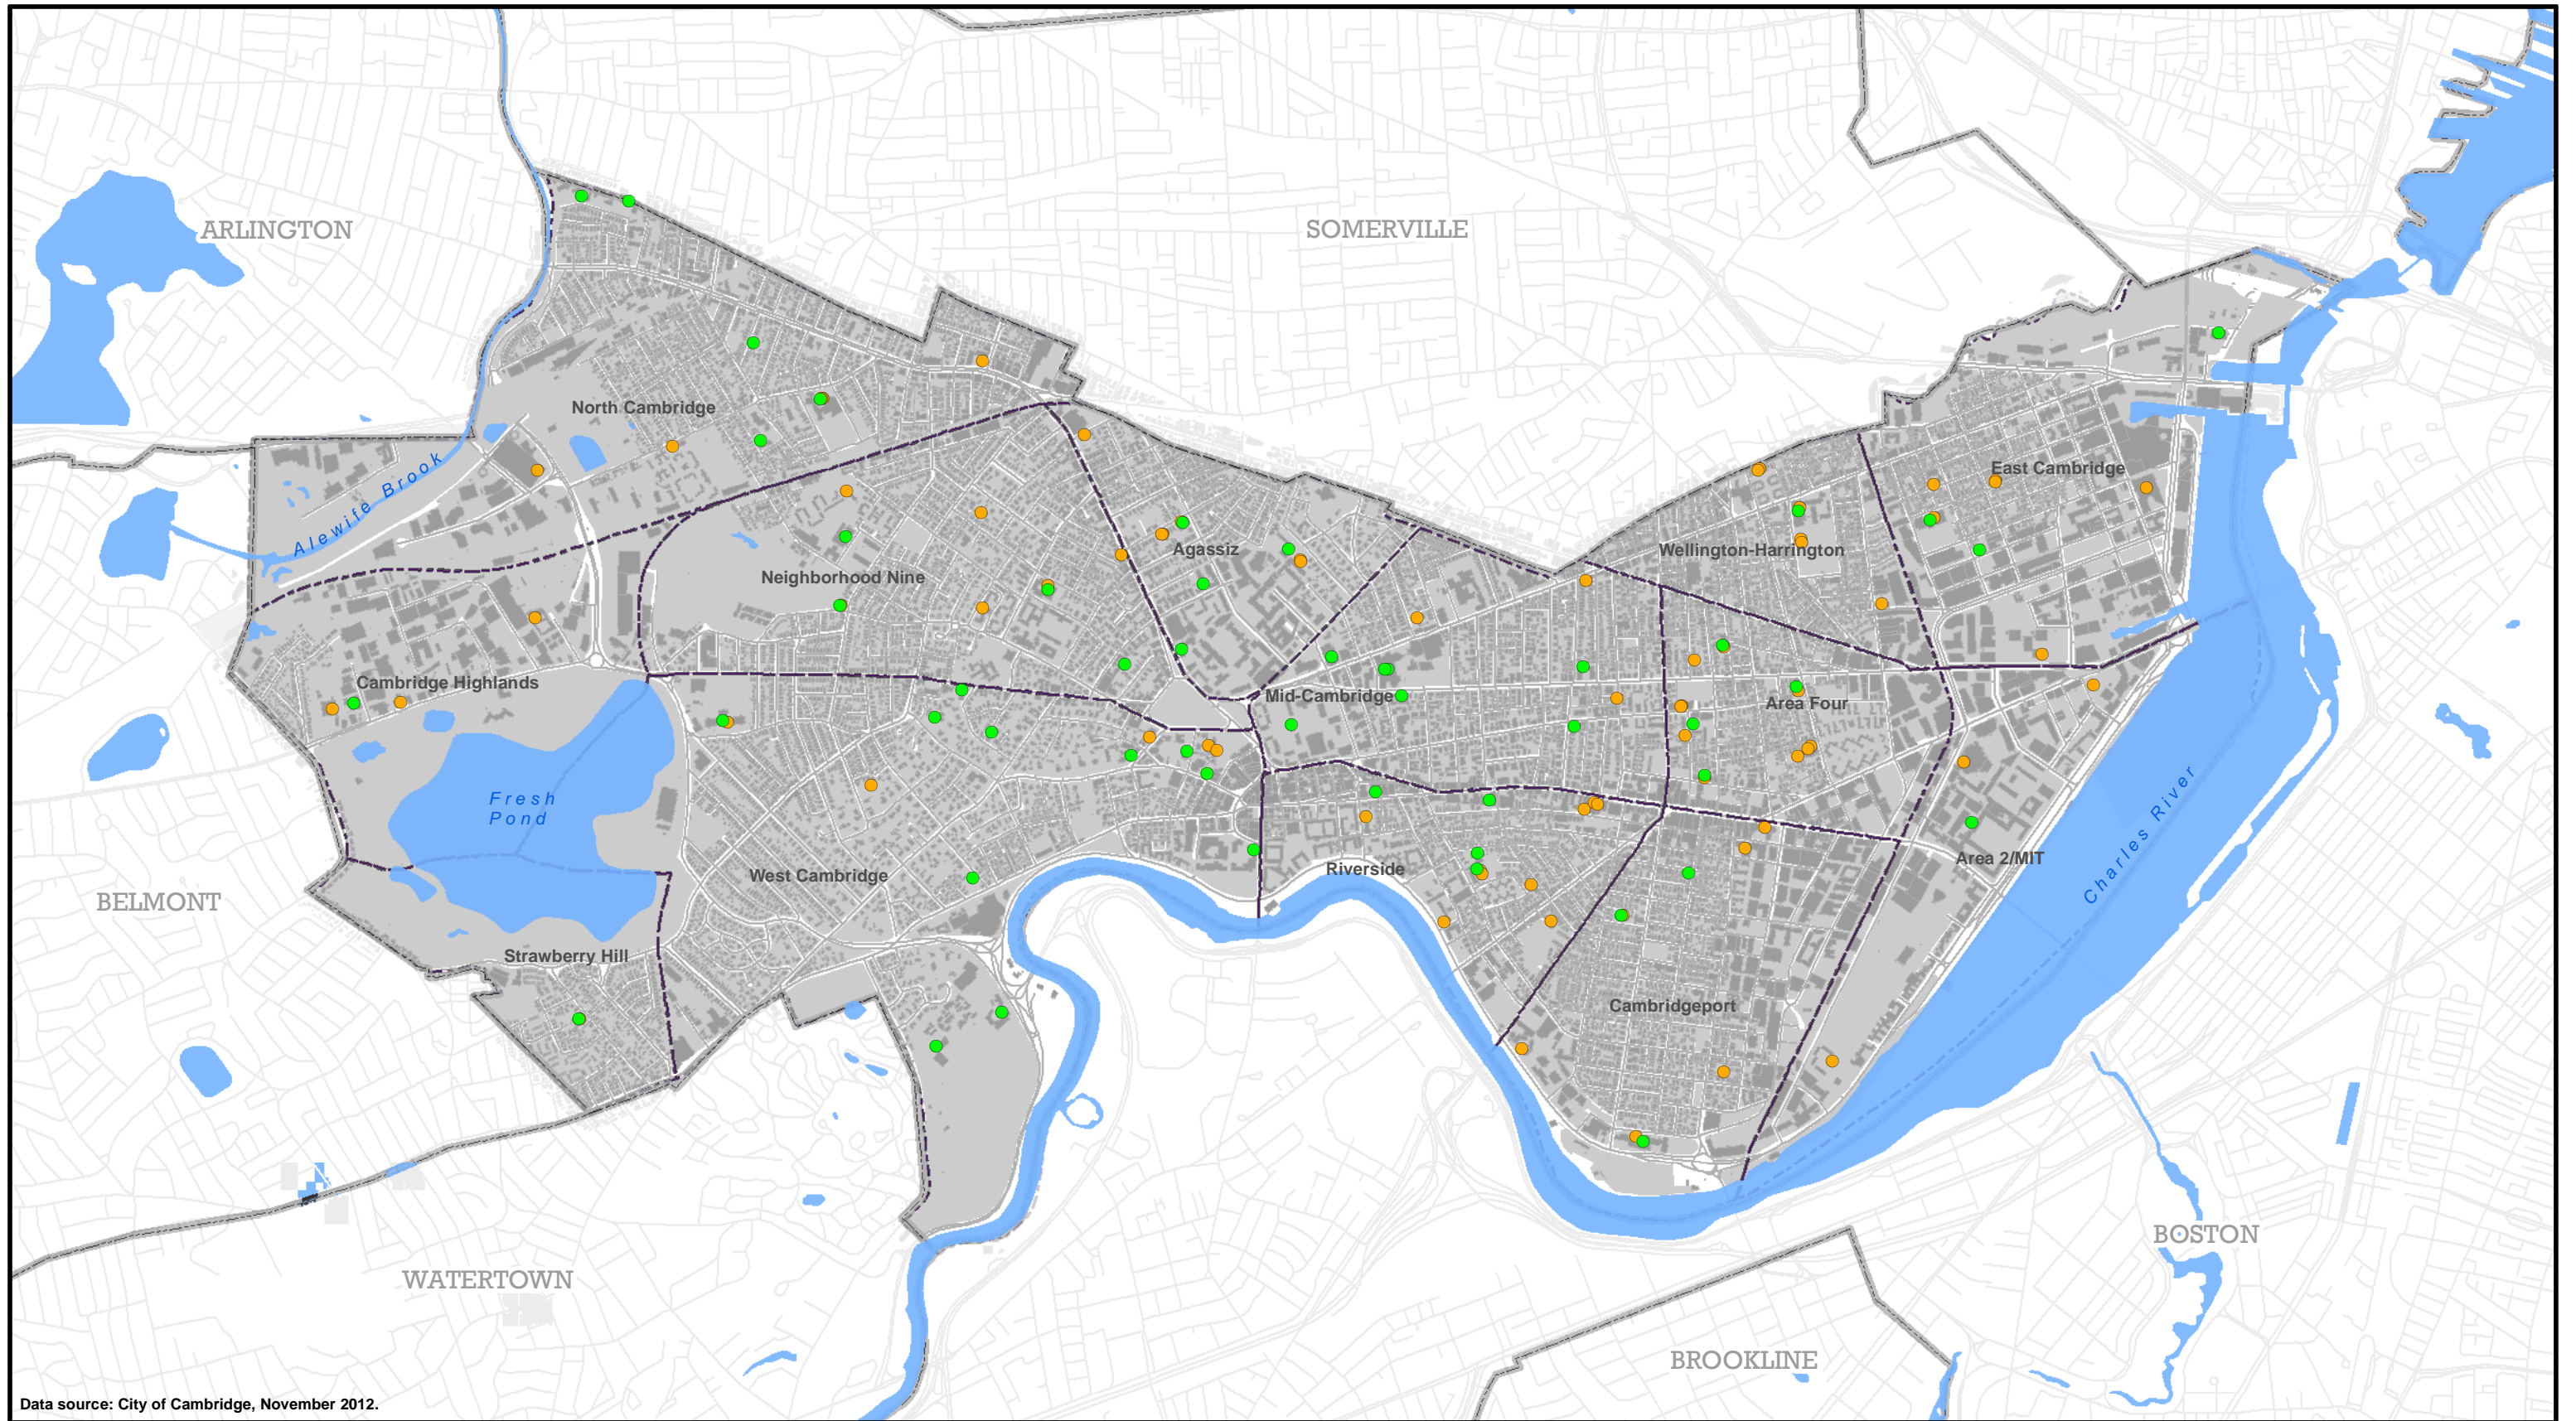 ARLINGTON
SOMERVILLE
North Cambridge
East Cambridge
Alewife Brook
Agassiz
Wellington-Harrington
Neighborhood Nine
Cambridge Highlands
Mid-Cambridge
Area Four
Fresh
Pond
Charles River
Area 2/MIT
Riverside
West Cambridge
BELMONT
Strawberry Hill
Cambridgeport
BOSTON
WATERTOWN
BROOKLINE
Data source: City of Cambridge, November 2012.